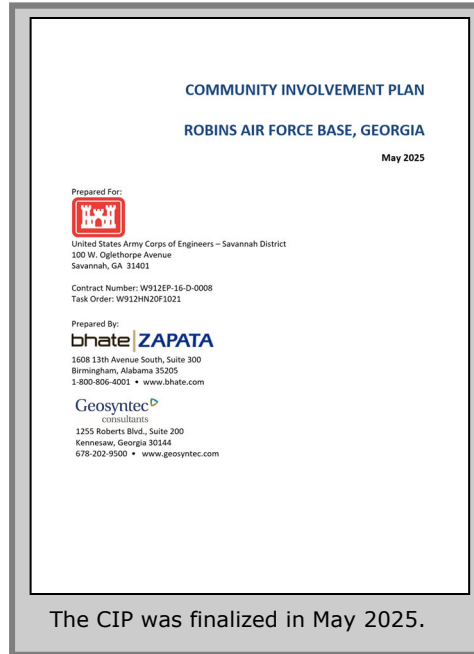 COMMUNITY INVOLVEMENT PLAN
ROBINS AIR FORCE BASE, GEORGIA
May 2025
Prepared For:
United States Army Corps of Engineers – Savannah District
100 W. Oglethorpe Avenue
Savannah, GA 31401
Contract Number: W912EP-16-D-0008
Task Order: W912HN20F1021
Prepared By:
bhate ZAPATA
1608 13th Avenue South, Suite 300
Birmingham, Alabama 35205
1-800-806-4001 • www.bhate.com
Geosyntec
consultants
1255 Roberts Blvd., Suite 200
Kennesaw, Georgia 30144
678-202-9500 • www.geosyntec.com
The CIP was finalized in May 2025.